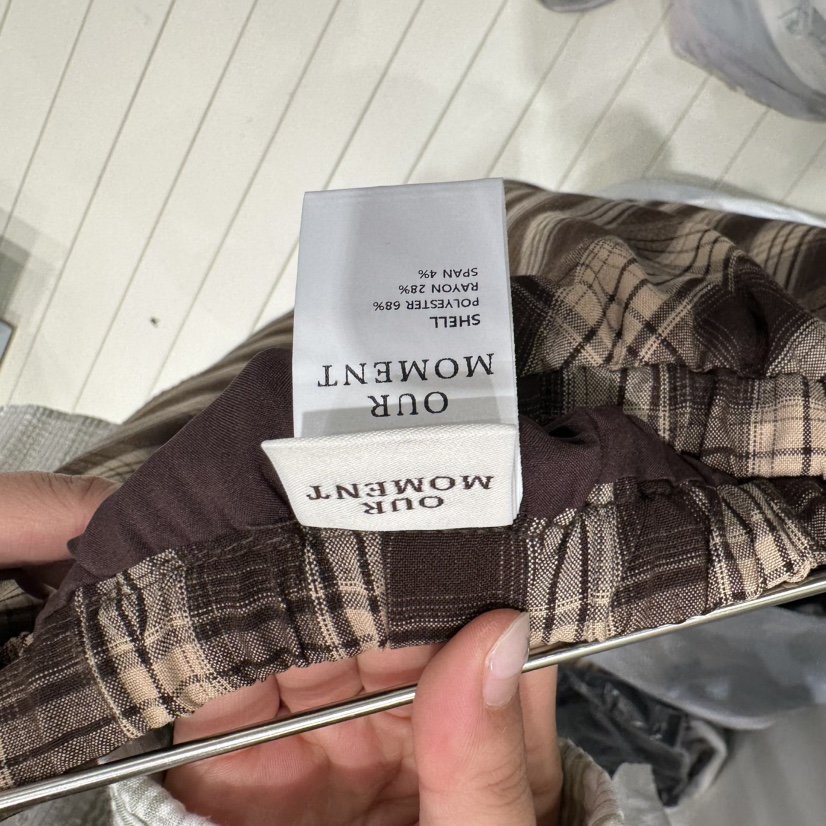 OUR
MOMENT
OUR
MOMENT
SHELL
POLYESTER 68%
RAYON 28%
SPAN 4%